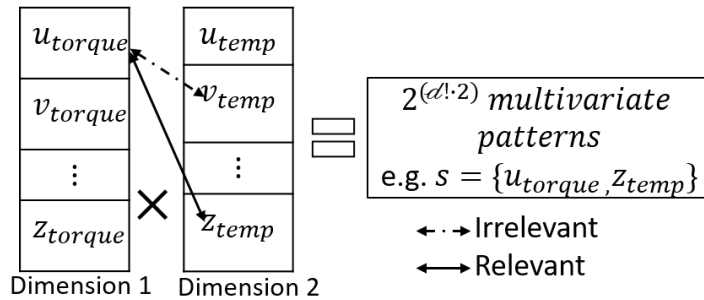 u_torque
v_torque
⋮
z_torque
Dimension 1
×
u_temp
v_temp
⋮
z_temp
Dimension 2
=
2^(d!·2) multivariate
patterns
e.g. s = {u_torque, z_temp}
Irrelevant
Relevant